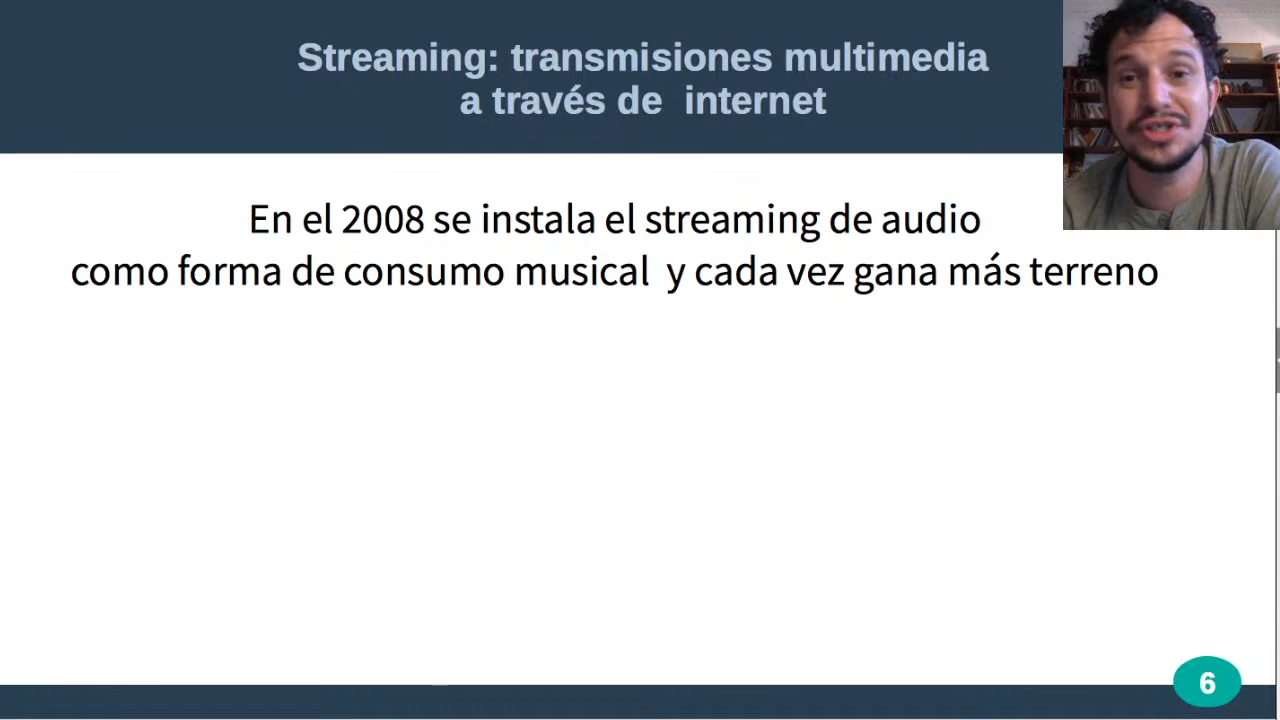 Streaming: transmisiones multimedia
a través de internet
En el 2008 se instala el streaming de audio
como forma de consumo musical y cada vez gana más terreno
6